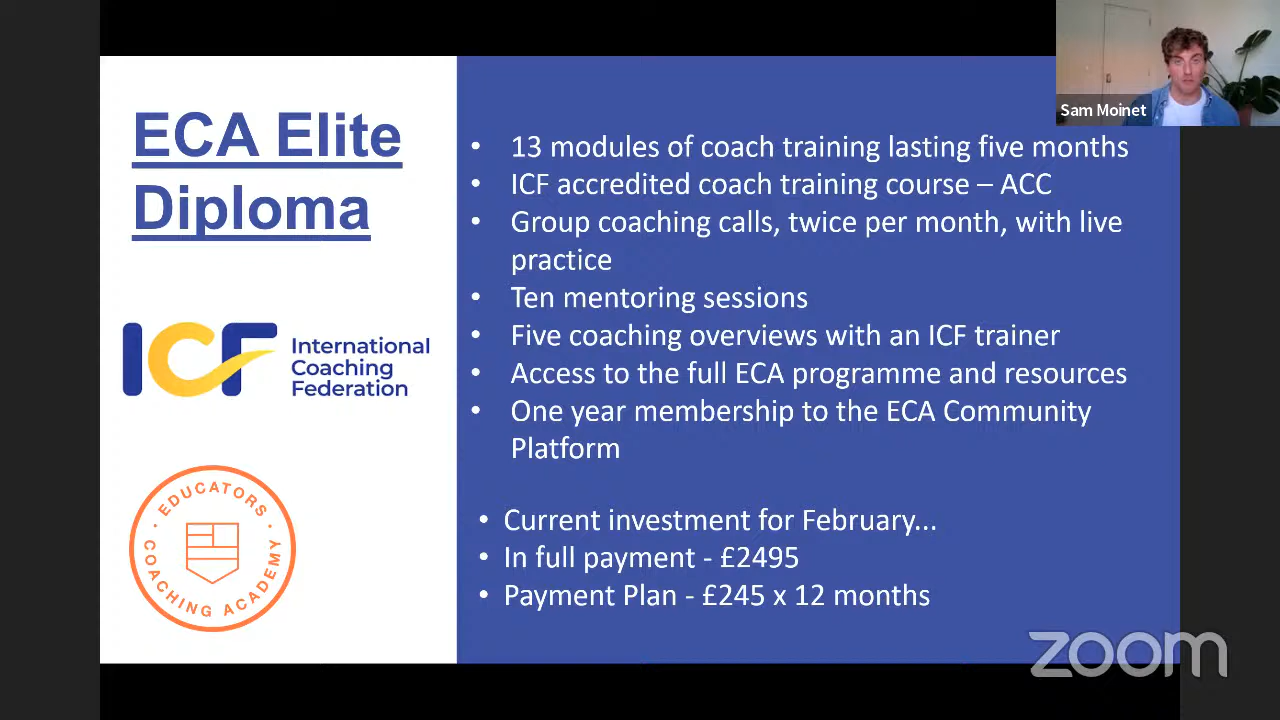 Sam Moinet
ECA Elite
Diploma
ICF
International
Coaching
Federation
· EDUCATORS ·
COACHING ACADEMY
• 13 modules of coach training lasting five months
• ICF accredited coach training course – ACC
• Group coaching calls, twice per month, with live
practice
• Ten mentoring sessions
• Five coaching overviews with an ICF trainer
• Access to the full ECA programme and resources
• One year membership to the ECA Community
Platform
• Current investment for February...
• In full payment - £2495
• Payment Plan - £245 x 12 months
zoom